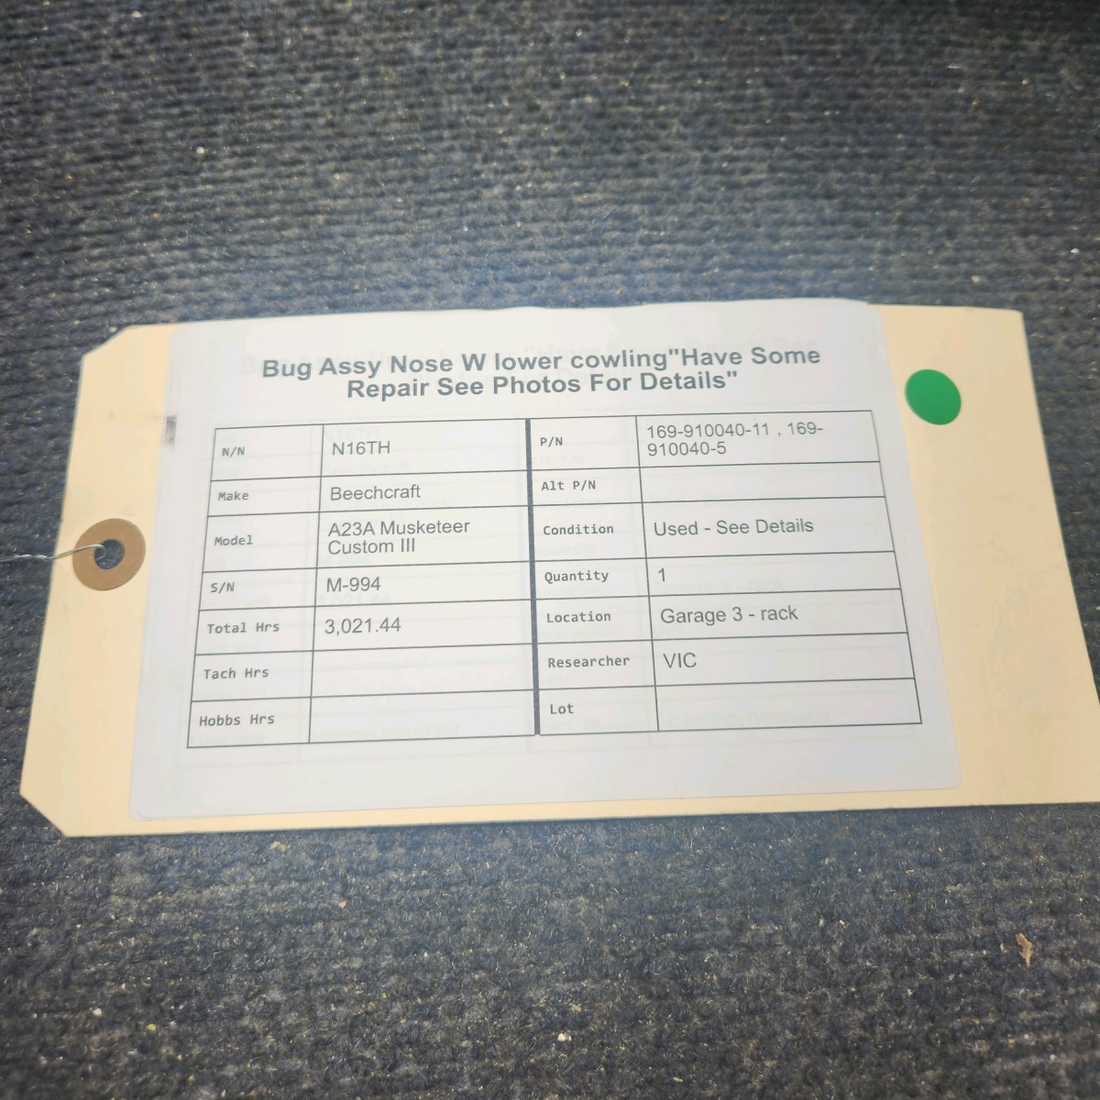 Bug Assy Nose W lower cowling"Have Some
Repair See Photos For Details"
N/N N16TH
Make Beechcraft
Model A23A Musketeer
Custom III
S/N M-994
Total Hrs 3,021.44
Tach Hrs
Hobbs Hrs
P/N 169-910040-11 , 169-
910040-5
Alt P/N
Condition Used - See Details
Quantity 1
Location Garage 3 - rack
Researcher VIC
Lot